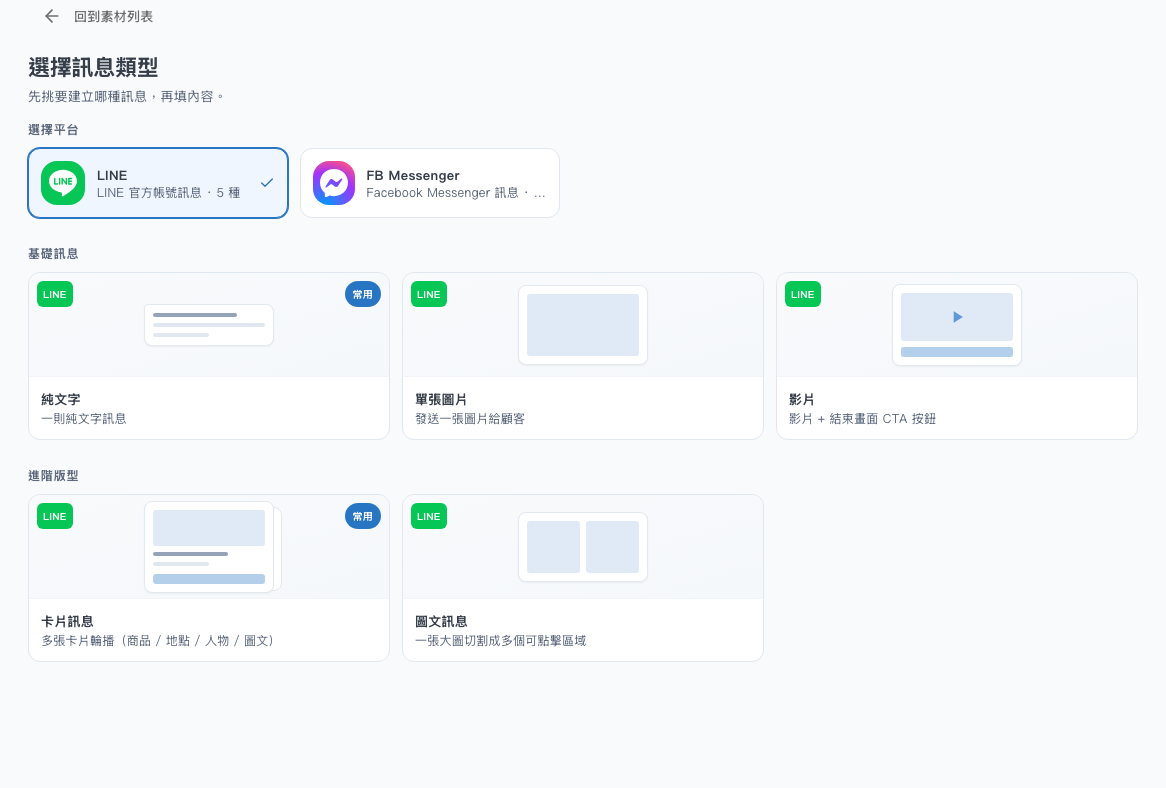 回到素材列表
選擇訊息類型
先挑要建立哪種訊息，再填內容。
選擇平台
LINE
LINE
LINE 官方帳號訊息 · 5 種
FB Messenger
Facebook Messenger 訊息 · ...
基礎訊息
LINE
常用
純文字
一則純文字訊息
LINE
單張圖片
發送一張圖片給顧客
LINE
影片
影片 + 結束畫面 CTA 按鈕
進階版型
LINE
常用
卡片訊息
多張卡片輪播（商品 / 地點 / 人物 / 圖文）
LINE
圖文訊息
一張大圖切割成多個可點擊區域